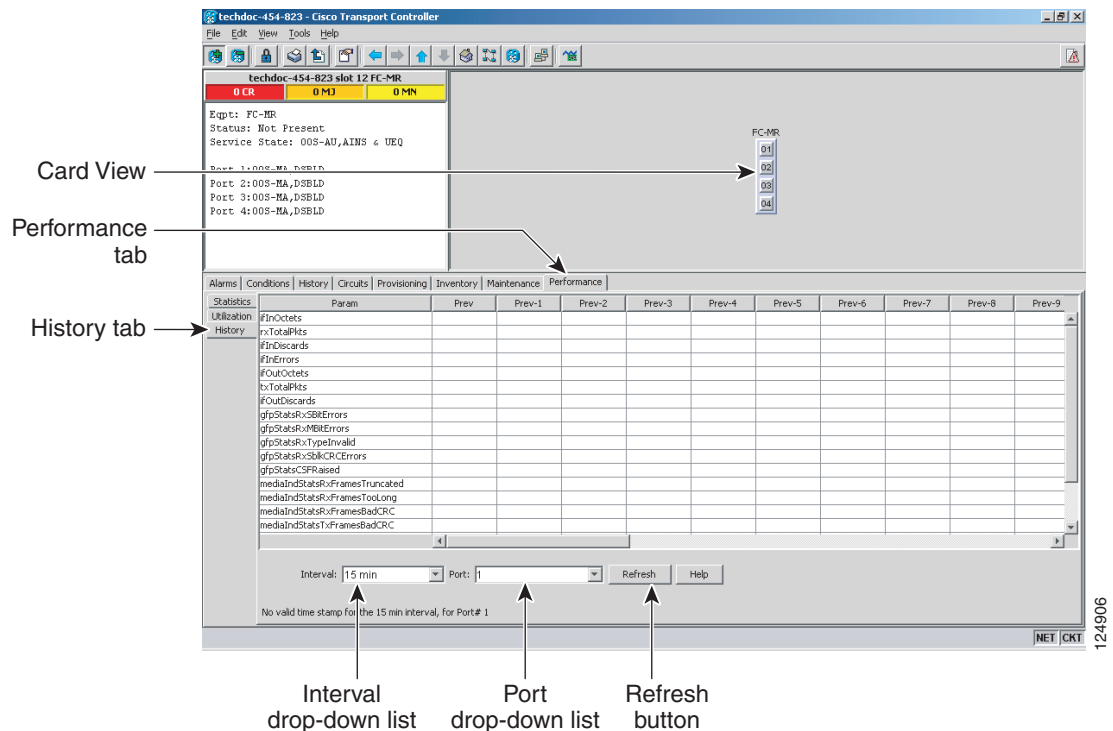 techdoc-454-823 - Cisco Transport Controller
File Edit View Tools Help
techdoc-454-823 slot 12 FC-MR
0 CR 0 MJ 0 MN
Eqpt: FC-MR
Status: Not Present
Service State: OOS-AU,AINS & UEQ
Port 1:OOS-MA,DSBLD
Port 2:OOS-MA,DSBLD
Port 3:OOS-MA,DSBLD
Port 4:OOS-MA,DSBLD
FC-MR
01
02
03
04
Card View
Performance
tab
History tab
Alarms Conditions History Circuits Provisioning Inventory Maintenance Performance
Statistics
Utilization
History
Param Prev Prev-1 Prev-2 Prev-3 Prev-4 Prev-5 Prev-6 Prev-7 Prev-8 Prev-9
ifInOctets
rxTotalPkts
ifInDiscards
ifInErrors
ifOutOctets
txTotalPkts
ifOutDiscards
gfpStatsRxSBitErrors
gfpStatsRxMBitErrors
gfpStatsRxTypeInvalid
gfpStatsRxSblkCRCErrors
gfpStatsCSFRaised
mediaIndStatsRxFramesTruncated
mediaIndStatsRxFramesTooLong
mediaIndStatsRxFramesBadCRC
mediaIndStatsTxFramesBadCRC
Interval: 15 min Port: 1 Refresh Help
No valid time stamp for the 15 min interval, for Port# 1
NET CKT
124906
Interval
drop-down list
Port
drop-down list
Refresh
button